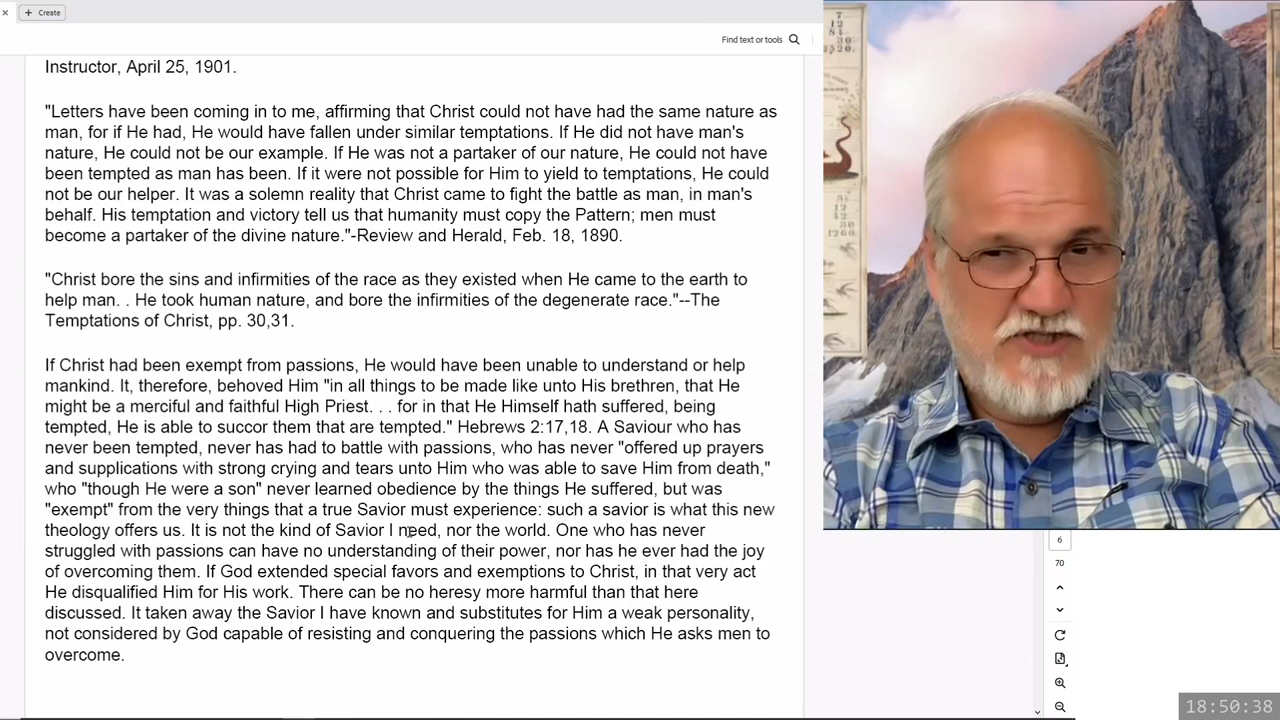 Create
Find text or tools
Instructor, April 25, 1901.
"Letters have been coming in to me, affirming that Christ could not have had the same nature as
man, for if He had, He would have fallen under similar temptations. If He did not have man's
nature, He could not be our example. If He was not a partaker of our nature, He could not have
been tempted as man has been. If it were not possible for Him to yield to temptations, He could
not be our helper. It was a solemn reality that Christ came to fight the battle as man, in man's
behalf. His temptation and victory tell us that humanity must copy the Pattern; men must
become a partaker of the divine nature."-Review and Herald, Feb. 18, 1890.
"Christ bore the sins and infirmities of the race as they existed when He came to the earth to
help man. . He took human nature, and bore the infirmities of the degenerate race."--The
Temptations of Christ, pp. 30,31.
If Christ had been exempt from passions, He would have been unable to understand or help
mankind. It, therefore, behoved Him "in all things to be made like unto His brethren, that He
might be a merciful and faithful High Priest. . . for in that He Himself hath suffered, being
tempted, He is able to succor them that are tempted." Hebrews 2:17,18. A Saviour who has
never been tempted, never has had to battle with passions, who has never "offered up prayers
and supplications with strong crying and tears unto Him who was able to save Him from death,"
who "though He were a son" never learned obedience by the things He suffered, but was
"exempt" from the very things that a true Savior must experience: such a savior is what this new
theology offers us. It is not the kind of Savior I need, nor the world. One who has never
struggled with passions can have no understanding of their power, nor has he ever had the joy
of overcoming them. If God extended special favors and exemptions to Christ, in that very act
He disqualified Him for His work. There can be no heresy more harmful than that here
discussed. It taken away the Savior I have known and substitutes for Him a weak personality,
not considered by God capable of resisting and conquering the passions which He asks men to
overcome.
6
70
18:50:38